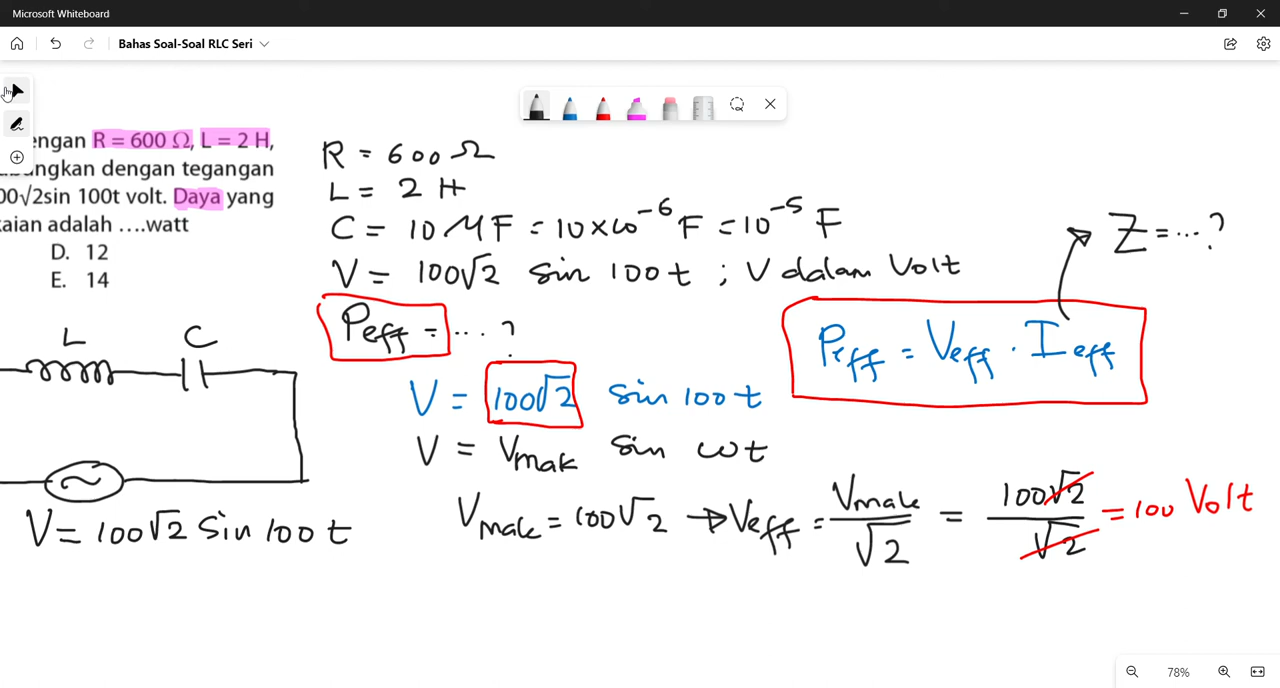 Microsoft Whiteboard
Bahas Soal-Soal RLC Seri
engan R = 600 Ω, L = 2 H,
ungkan dengan tegangan
00√2sin 100t volt. Daya yang
kaian adalah ….watt
D. 12
E. 14
L C
V = 100√2 Sin 100 t
R = 600 Ω
L = 2 H
C = 10 MF = 10×10⁻⁶ F = 10⁻⁵ F
V = 100√2 sin 100 t ; V dalam Volt
Peff = ... ?
Z = ... ?
Peff = Veff . Ieff
V = 100√2 sin 100 t
V = Vmak sin ωt
Vmak = 100√2 → Veff = Vmak/√2 = 100√2/√2 = 100 Volt
78%